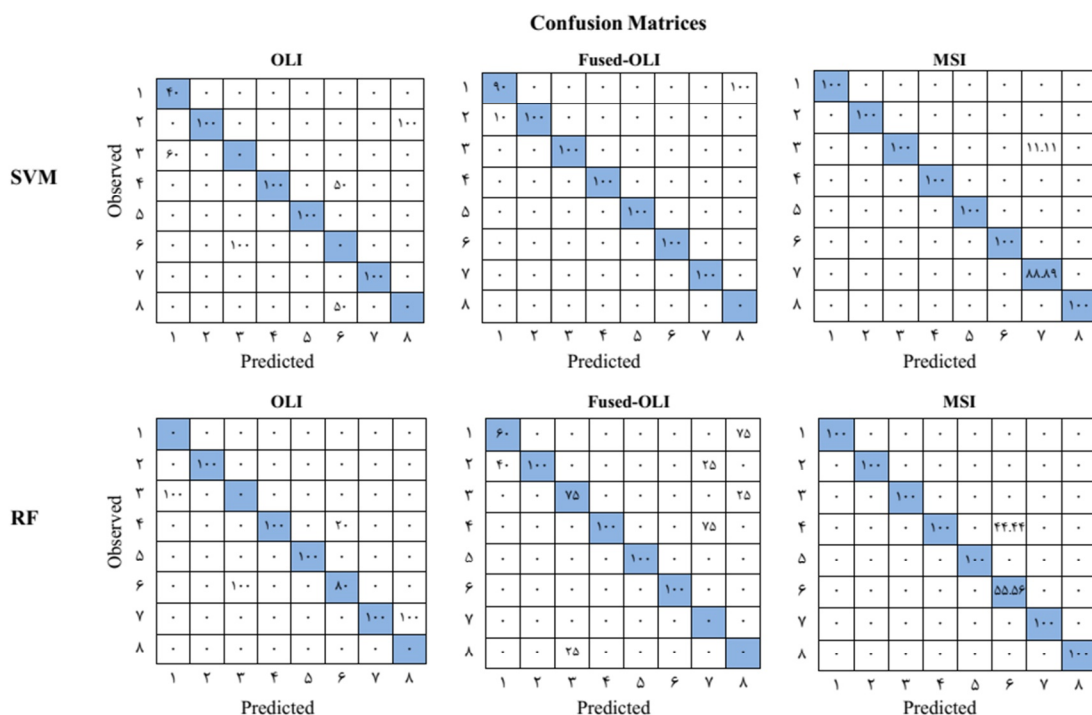 Confusion Matrices
OLI
Fused-OLI
MSI
SVM
Observed
۱ ۴۰ ۰ ۰ ۰ ۰ ۰ ۰ ۰
۲ ۰ ۱۰۰ ۰ ۰ ۰ ۰ ۰ ۱۰۰
۳ ۶۰ ۰ ۰ ۰ ۰ ۰ ۰ ۰
۴ ۰ ۰ ۰ ۱۰۰ ۰ ۵۰ ۰ ۰
۵ ۰ ۰ ۰ ۰ ۱۰۰ ۰ ۰ ۰
۶ ۰ ۰ ۱۰۰ ۰ ۰ ۰ ۰ ۰
۷ ۰ ۰ ۰ ۰ ۰ ۰ ۱۰۰ ۰
۸ ۰ ۰ ۰ ۰ ۰ ۵۰ ۰ ۰
۱ ۲ ۳ ۴ ۵ ۶ ۷ ۸
Predicted
۱ ۹۰ ۰ ۰ ۰ ۰ ۰ ۰ ۱۰۰
۲ ۱۰ ۱۰۰ ۰ ۰ ۰ ۰ ۰ ۰
۳ ۰ ۰ ۱۰۰ ۰ ۰ ۰ ۰ ۰
۴ ۰ ۰ ۰ ۱۰۰ ۰ ۰ ۰ ۰
۵ ۰ ۰ ۰ ۰ ۱۰۰ ۰ ۰ ۰
۶ ۰ ۰ ۰ ۰ ۰ ۱۰۰ ۰ ۰
۷ ۰ ۰ ۰ ۰ ۰ ۰ ۱۰۰ ۰
۸ ۰ ۰ ۰ ۰ ۰ ۰ ۰ ۰
۱ ۲ ۳ ۴ ۵ ۶ ۷ ۸
Predicted
۱ ۱۰۰ ۰ ۰ ۰ ۰ ۰ ۰ ۰
۲ ۰ ۱۰۰ ۰ ۰ ۰ ۰ ۰ ۰
۳ ۰ ۰ ۱۰۰ ۰ ۰ ۰ ۱۱.۱۱ ۰
۴ ۰ ۰ ۰ ۱۰۰ ۰ ۰ ۰ ۰
۵ ۰ ۰ ۰ ۰ ۱۰۰ ۰ ۰ ۰
۶ ۰ ۰ ۰ ۰ ۰ ۱۰۰ ۰ ۰
۷ ۰ ۰ ۰ ۰ ۰ ۰ ۸۸.۸۹ ۰
۸ ۰ ۰ ۰ ۰ ۰ ۰ ۰ ۱۰۰
۱ ۲ ۳ ۴ ۵ ۶ ۷ ۸
Predicted
OLI
Fused-OLI
MSI
RF
Observed
۱ ۰ ۰ ۰ ۰ ۰ ۰ ۰ ۰
۲ ۰ ۱۰۰ ۰ ۰ ۰ ۰ ۰ ۰
۳ ۱۰۰ ۰ ۰ ۰ ۰ ۰ ۰ ۰
۴ ۰ ۰ ۰ ۱۰۰ ۰ ۲۰ ۰ ۰
۵ ۰ ۰ ۰ ۰ ۱۰۰ ۰ ۰ ۰
۶ ۰ ۰ ۱۰۰ ۰ ۰ ۸۰ ۰ ۰
۷ ۰ ۰ ۰ ۰ ۰ ۰ ۱۰۰ ۱۰۰
۸ ۰ ۰ ۰ ۰ ۰ ۰ ۰ ۰
۱ ۲ ۳ ۴ ۵ ۶ ۷ ۸
Predicted
۱ ۶۰ ۰ ۰ ۰ ۰ ۰ ۰ ۷۵
۲ ۴۰ ۱۰۰ ۰ ۰ ۰ ۰ ۲۵ ۰
۳ ۰ ۰ ۷۵ ۰ ۰ ۰ ۰ ۲۵
۴ ۰ ۰ ۰ ۱۰۰ ۰ ۰ ۷۵ ۰
۵ ۰ ۰ ۰ ۰ ۱۰۰ ۰ ۰ ۰
۶ ۰ ۰ ۰ ۰ ۰ ۱۰۰ ۰ ۰
۷ ۰ ۰ ۰ ۰ ۰ ۰ ۰ ۰
۸ ۰ ۰ ۲۵ ۰ ۰ ۰ ۰ ۰
۱ ۲ ۳ ۴ ۵ ۶ ۷ ۸
Predicted
۱ ۱۰۰ ۰ ۰ ۰ ۰ ۰ ۰ ۰
۲ ۰ ۱۰۰ ۰ ۰ ۰ ۰ ۰ ۰
۳ ۰ ۰ ۱۰۰ ۰ ۰ ۰ ۰ ۰
۴ ۰ ۰ ۰ ۱۰۰ ۰ ۴۴.۴۴ ۰ ۰
۵ ۰ ۰ ۰ ۰ ۱۰۰ ۰ ۰ ۰
۶ ۰ ۰ ۰ ۰ ۰ ۵۵.۵۶ ۰ ۰
۷ ۰ ۰ ۰ ۰ ۰ ۰ ۱۰۰ ۰
۸ ۰ ۰ ۰ ۰ ۰ ۰ ۰ ۱۰۰
۱ ۲ ۳ ۴ ۵ ۶ ۷ ۸
Predicted